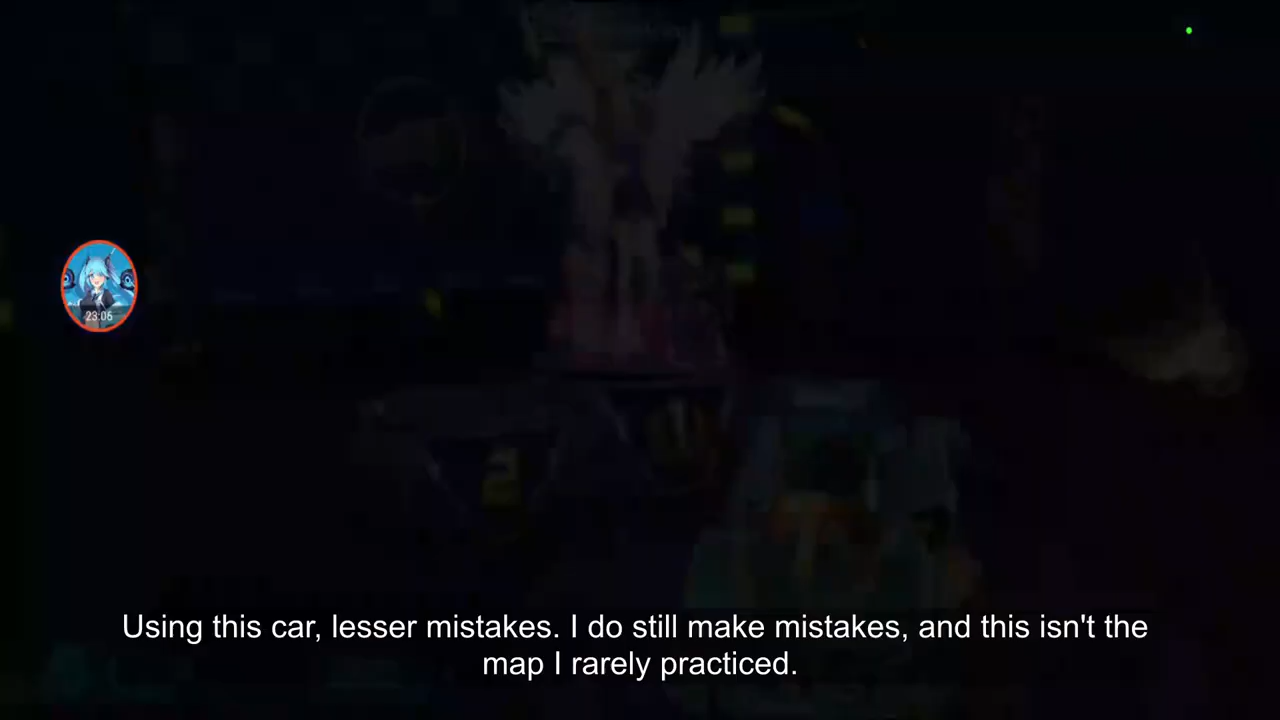 23:06
Using this car, lesser mistakes. I do still make mistakes, and this isn't the
map I rarely practiced.